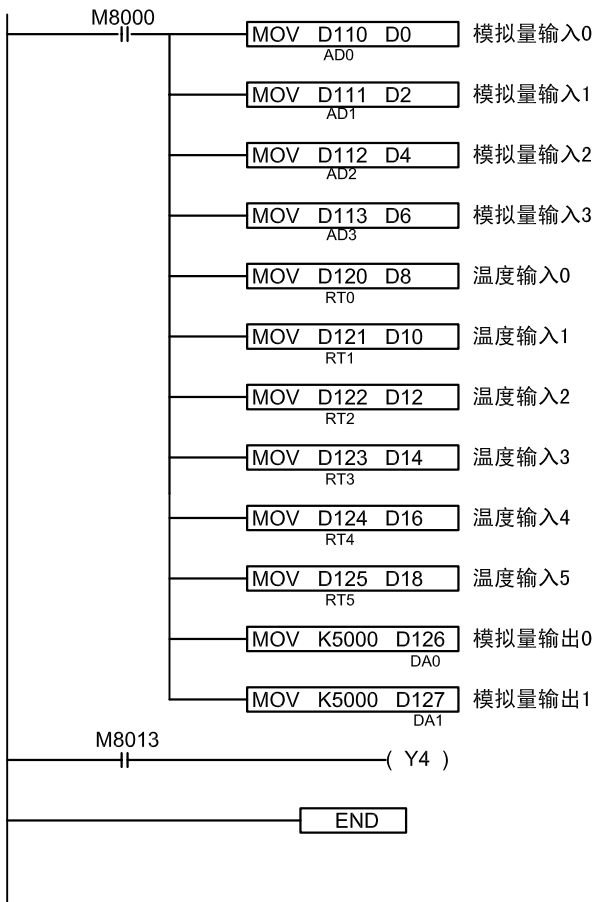 M8000
MOV D110 D0 模拟量输入0
AD0
MOV D111 D2 模拟量输入1
AD1
MOV D112 D4 模拟量输入2
AD2
MOV D113 D6 模拟量输入3
AD3
MOV D120 D8 温度输入0
RT0
MOV D121 D10 温度输入1
RT1
MOV D122 D12 温度输入2
RT2
MOV D123 D14 温度输入3
RT3
MOV D124 D16 温度输入4
RT4
MOV D125 D18 温度输入5
RT5
MOV K5000 D126 模拟量输出0
DA0
MOV K5000 D127 模拟量输出1
DA1
M8013
( Y4 )
END